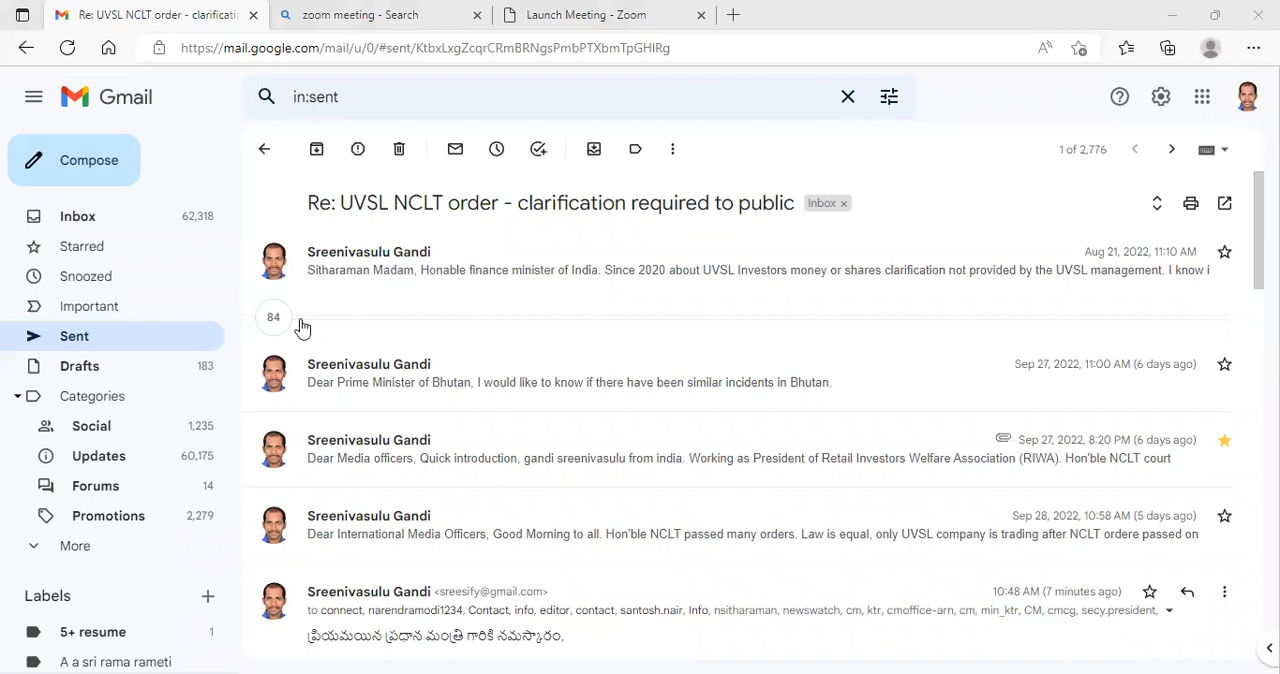 Re: UVSL NCLT order - clarificatic
zoom meeting - Search
Launch Meeting - Zoom
https://mail.google.com/mail/u/0/#sent/KtbxLxgZcqrCRmBRNgsPmbPTXbmTpGHlRg
Gmail
in:sent
Compose
1 of 2,776
Re: UVSL NCLT order - clarification required to public
Inbox ×
Inbox 62,318
Starred
Snoozed
Important
Sent
Drafts 183
Categories
Social 1,235
Updates 60,175
Forums 14
Promotions 2,279
More
Labels
5+ resume 1
A a sri rama rameti
Sreenivasulu Gandi Aug 21, 2022, 11:10 AM
Sitharaman Madam, Honable finance minister of India. Since 2020 about UVSL Investors money or shares clarification not provided by the UVSL management. I know i
84
Sreenivasulu Gandi Sep 27, 2022, 11:00 AM (6 days ago)
Dear Prime Minister of Bhutan, I would like to know if there have been similar incidents in Bhutan.
Sreenivasulu Gandi Sep 27, 2022, 8:20 PM (6 days ago)
Dear Media officers, Quick introduction, gandi sreenivasulu from india. Working as President of Retail Investors Welfare Association (RIWA). Hon'ble NCLT court
Sreenivasulu Gandi Sep 28, 2022, 10:58 AM (5 days ago)
Dear International Media Officers, Good Morning to all. Hon'ble NCLT passed many orders. Law is equal, only UVSL company is trading after NCLT ordere passed on
Sreenivasulu Gandi <sreesify@gmail.com> 10:48 AM (7 minutes ago)
to connect, narendramodi1234, Contact, info, editor, contact, santosh.nair, Info, nsitharaman, newswatch, cm, ktr, cmoffice-arn, cm, min_ktr, CM, cmcg, secy.president,
ప్రియమయిన ప్రధాన మంత్రి గారికి నమస్కారం,